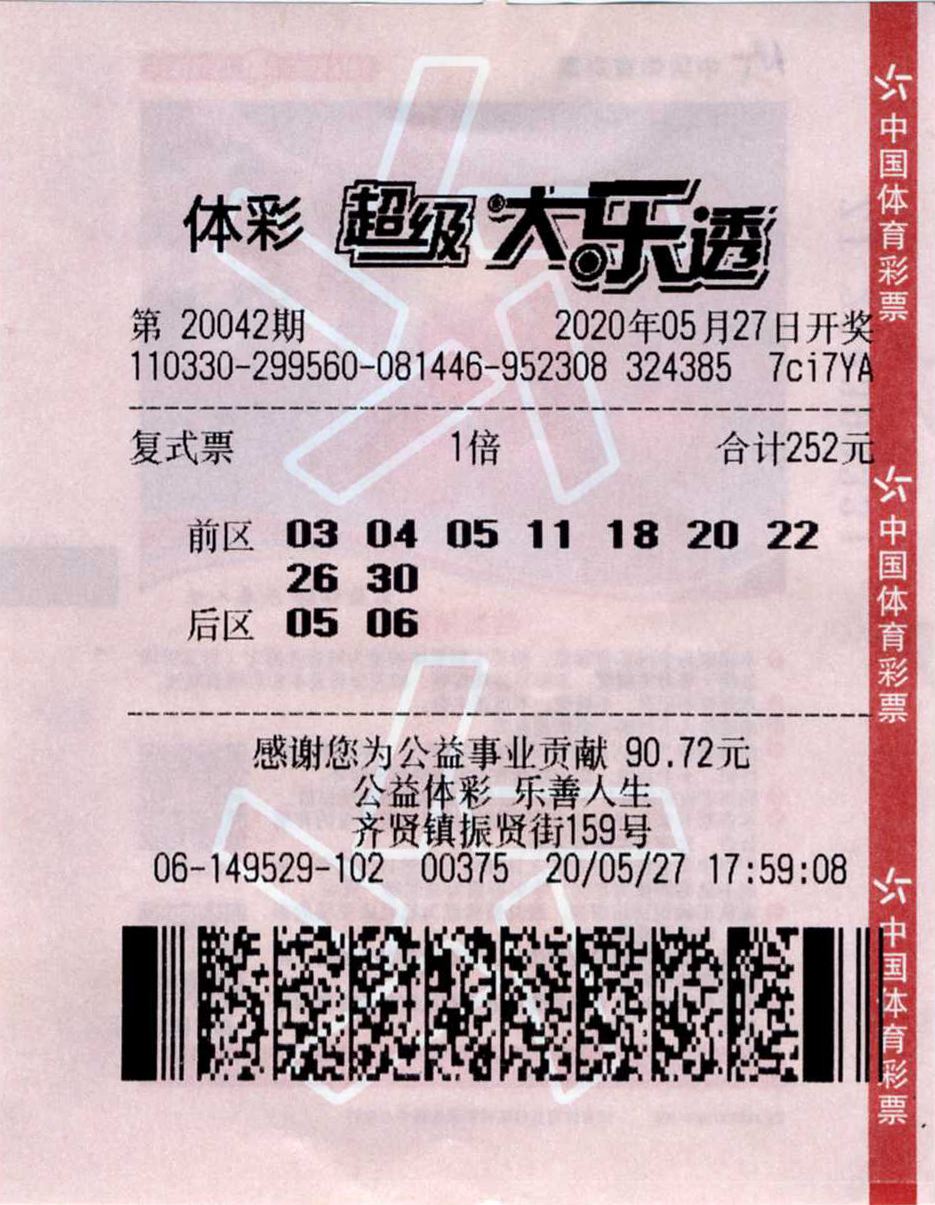 体彩 超级大乐透
第 20042期 2020年05月27日开奖
110330-299560-081446-952308 324385 7ci7YA
复式票 1倍 合计252元
前区 03 04 05 11 18 20 22
26 30
后区 05 06
感谢您为公益事业贡献 90.72元
公益体彩 乐善人生
齐贤镇振贤街159号
06-149529-102 00375 20/05/27 17:59:08
中国体育彩票
中国体育彩票
中国体育彩票